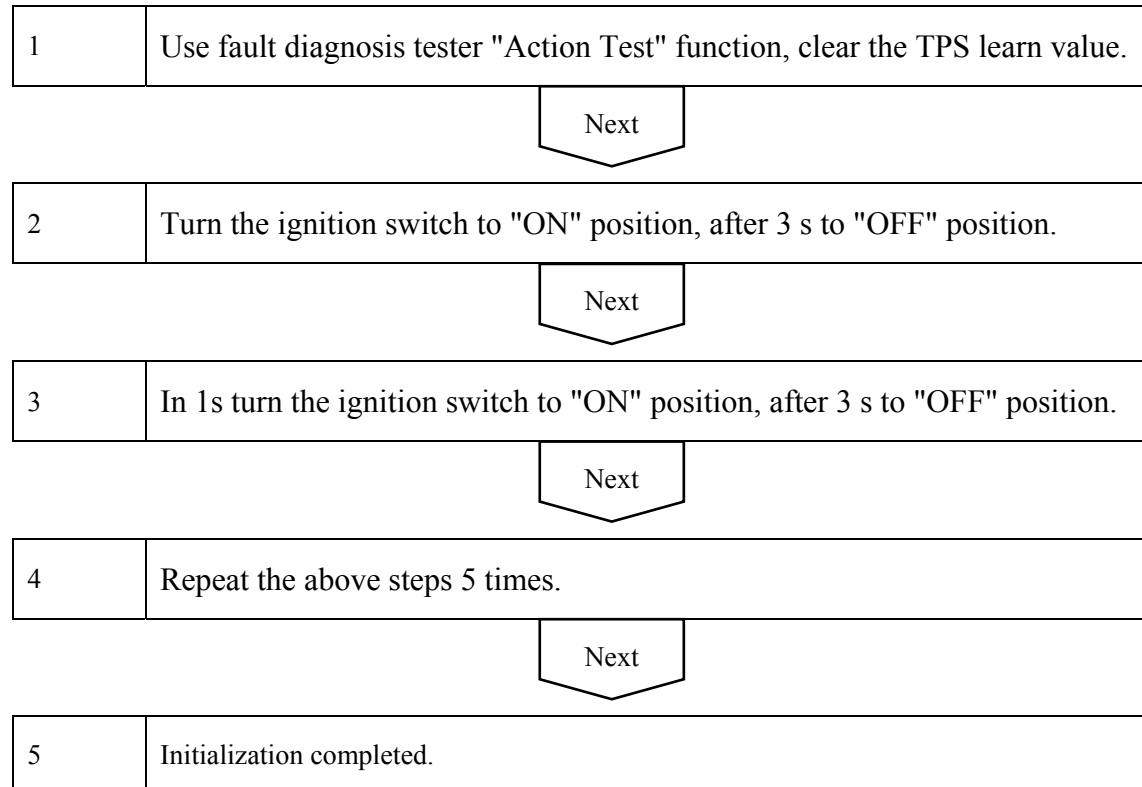 1 Use fault diagnosis tester "Action Test" function, clear the TPS learn value.
Next
2 Turn the ignition switch to "ON" position, after 3 s to "OFF" position.
Next
3 In 1s turn the ignition switch to "ON" position, after 3 s to "OFF" position.
Next
4 Repeat the above steps 5 times.
Next
5 Initialization completed.